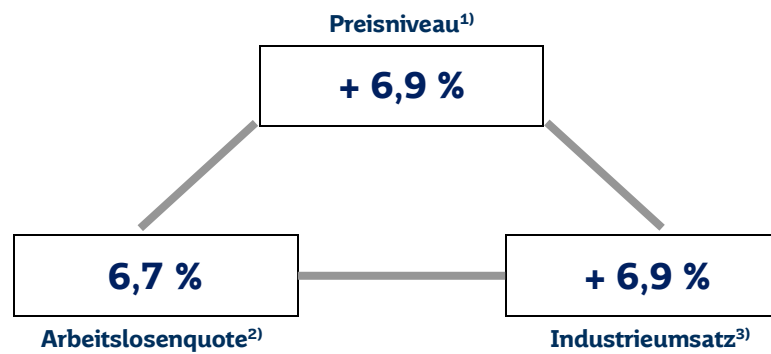 Preisniveau¹⁾
+ 6,9 %
6,7 %
+ 6,9 %
Arbeitslosenquote²⁾
Industrieumsatz³⁾